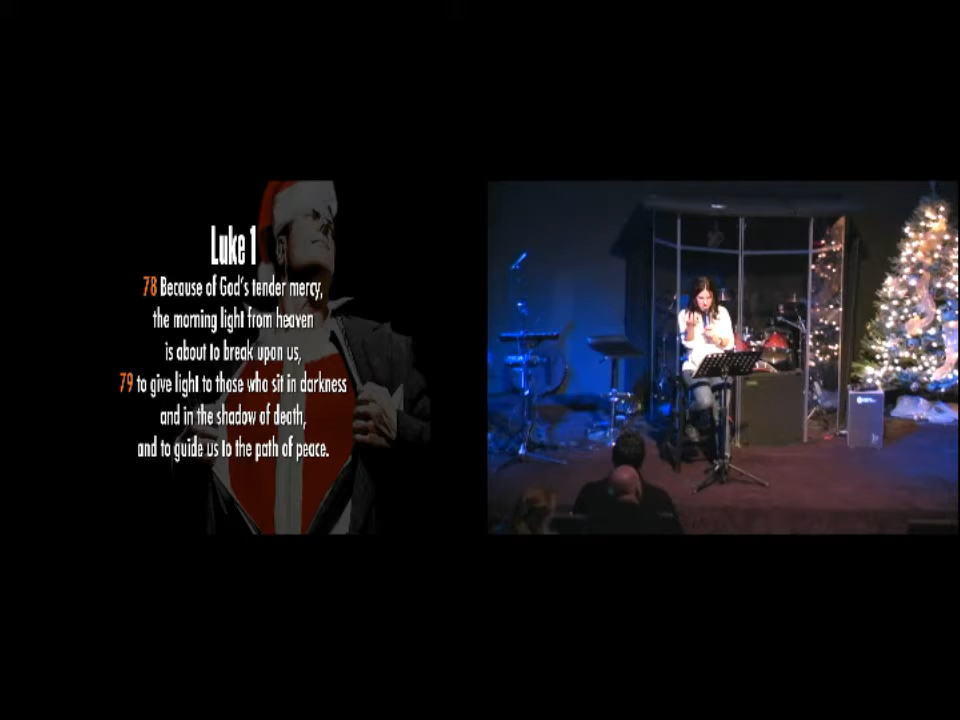 Luke 1
78 Because of God's tender mercy,
the morning light from heaven
is about to break upon us,
79 to give light to those who sit in darkness
and in the shadow of death,
and to guide us to the path of peace.